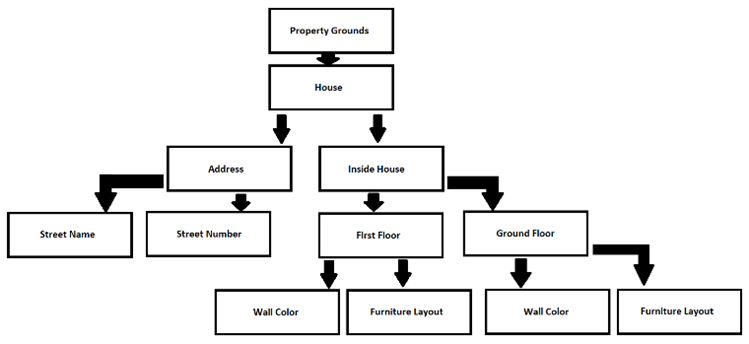 Property Grounds
House
Address
Inside House
Street Name
Street Number
First Floor
Ground Floor
Wall Color
Furniture Layout
Wall Color
Furniture Layout